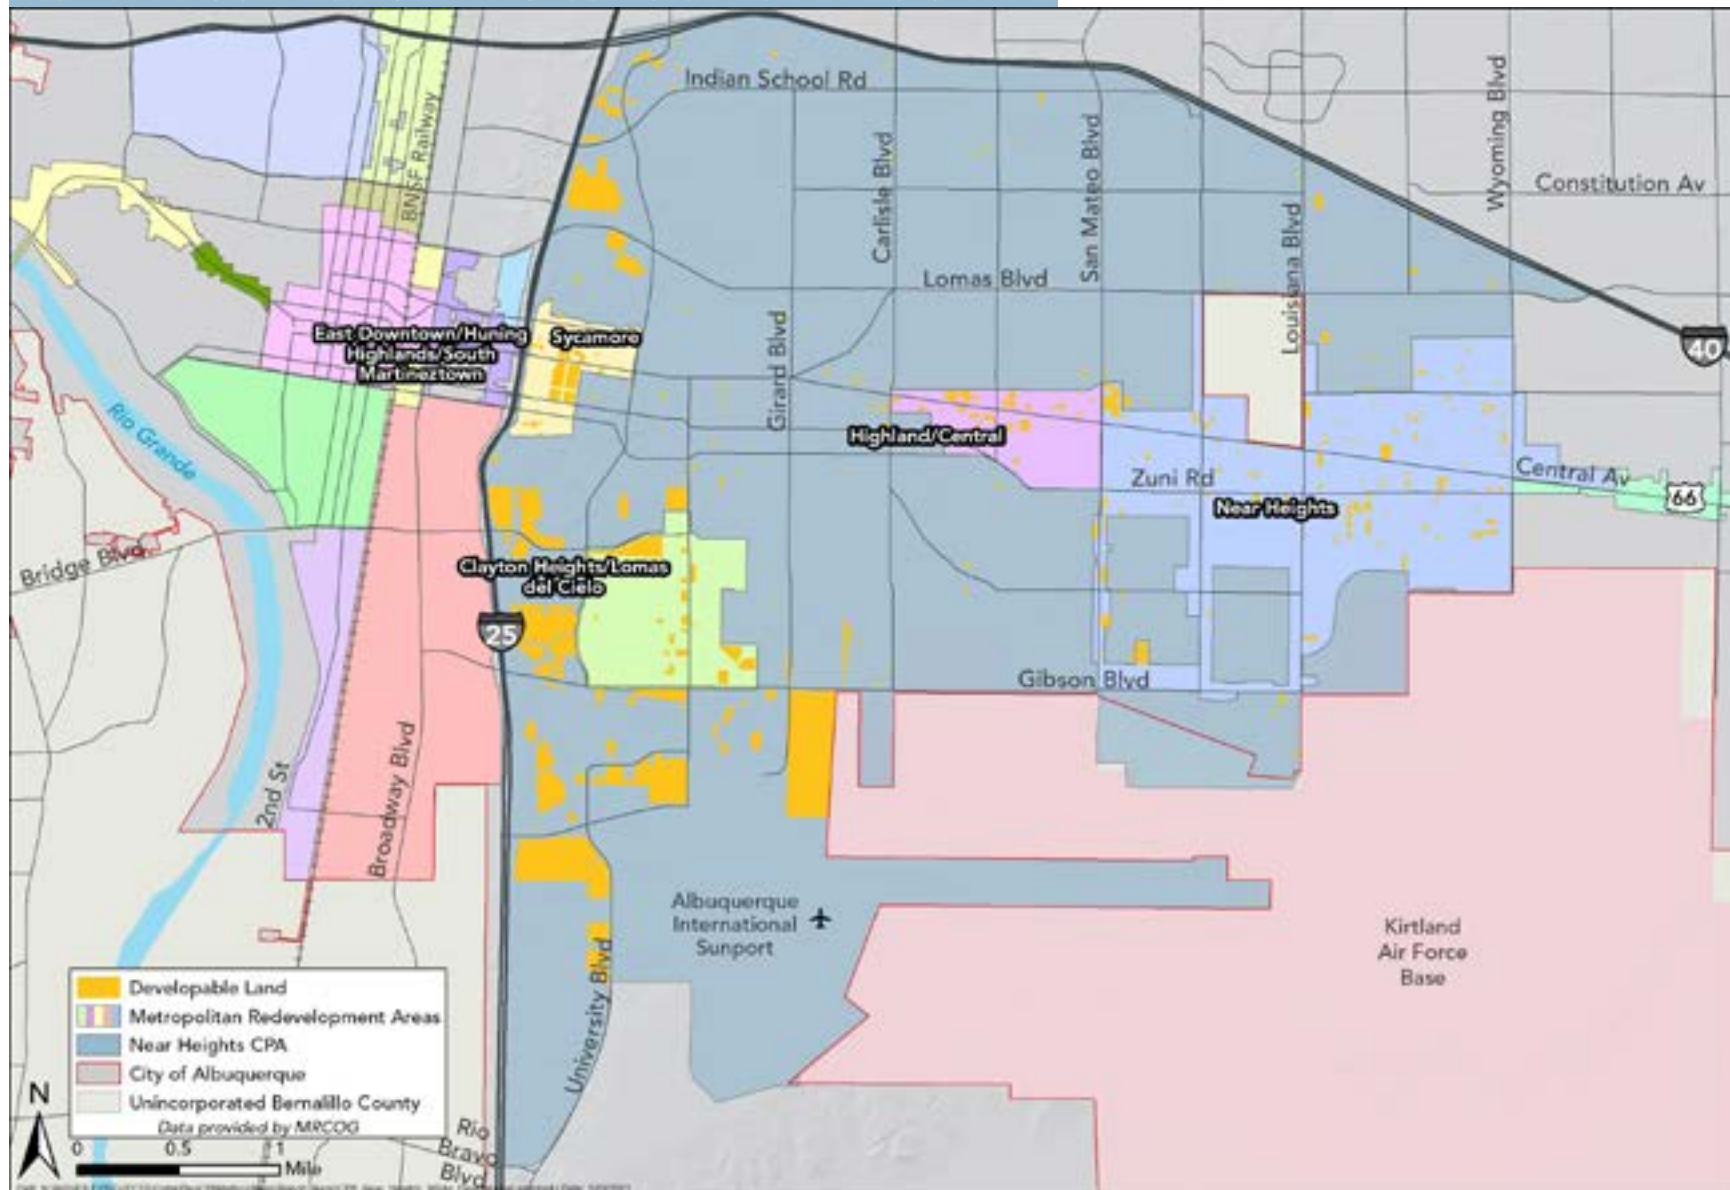 Indian School Rd
BNSF Railway
Carlisle Blvd
San Mateo Blvd
Wyoming Blvd
Constitution Av
Louisiana Blvd
Lomas Blvd
Girard Blvd
East Downtown/Huning
Highlands/South
Martineztown
Sycamore
40
Rio Grande
Highland/Central
Zuni Rd
Central Av
66
Near Heights
Bridge Blvd
Clayton Heights/Lomas
del Cielo
25
Gibson Blvd
2nd St
Broadway Blvd
Albuquerque
International
Sunport
Kirtland
Air Force
Base
University Blvd
Developable Land
Metropolitan Redevelopment Areas
Near Heights CPA
City of Albuquerque
Unincorporated Bernalillo County
Data provided by MRCOG
N
0 0.5 1
Mile
Rio
Bravo
Blvd